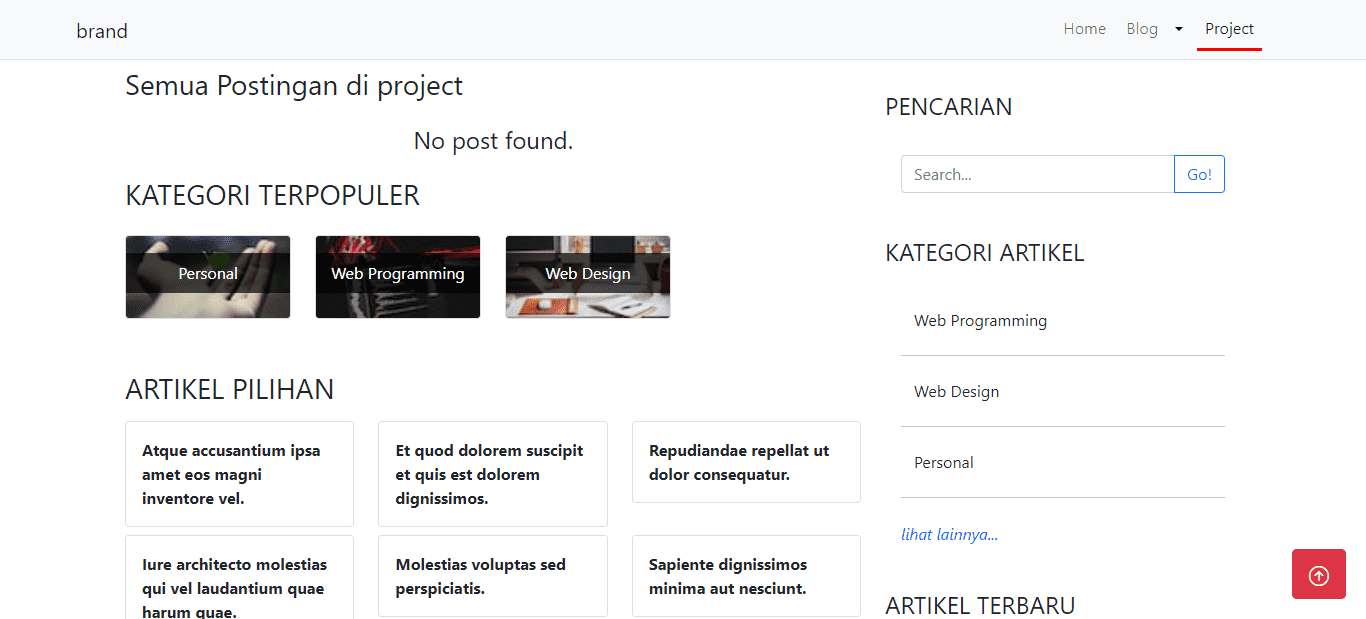 brand
Home Blog Project
Semua Postingan di project
No post found.
KATEGORI TERPOPULER
Personal
Web Programming
Web Design
ARTIKEL PILIHAN
Atque accusantium ipsa
amet eos magni
inventore vel.
Et quod dolorem suscipit
et quis est dolorem
dignissimos.
Repudiandae repellat ut
dolor consequatur.
Iure architecto molestias
qui vel laudantium quae
harum quae.
Molestias voluptas sed
perspiciatis.
Sapiente dignissimos
minima aut nesciunt.
PENCARIAN
Search... Go!
KATEGORI ARTIKEL
Web Programming
Web Design
Personal
lihat lainnya...
ARTIKEL TERBARU